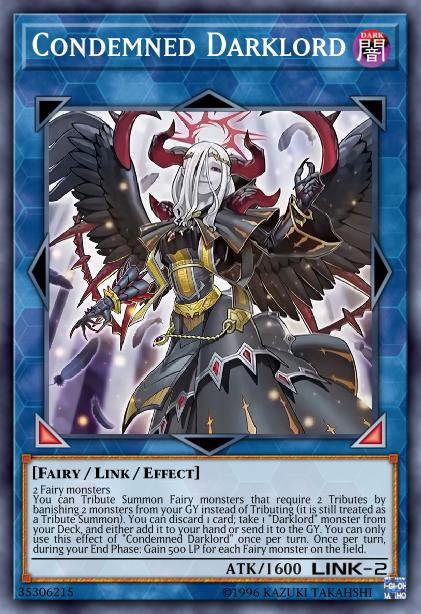 CONDEMNED DARKLORD
DARK
闇
[FAIRY / LINK / EFFECT]
2 Fairy monsters
You can Tribute Summon Fairy monsters that require 2 Tributes by
banishing 2 monsters from your GY instead of Tributing (it is still treated as
a Tribute Summon). You can discard 1 card; take 1 "Darklord" monster from
your Deck, and either add it to your hand or send it to the GY. You can only
use this effect of "Condemned Darklord" once per turn. Once per turn,
during your End Phase: Gain 500 LP for each Fairy monster on the field.
ATK/1600 LINK-2
35306215
©1996 KAZUKI TAKAHSHI